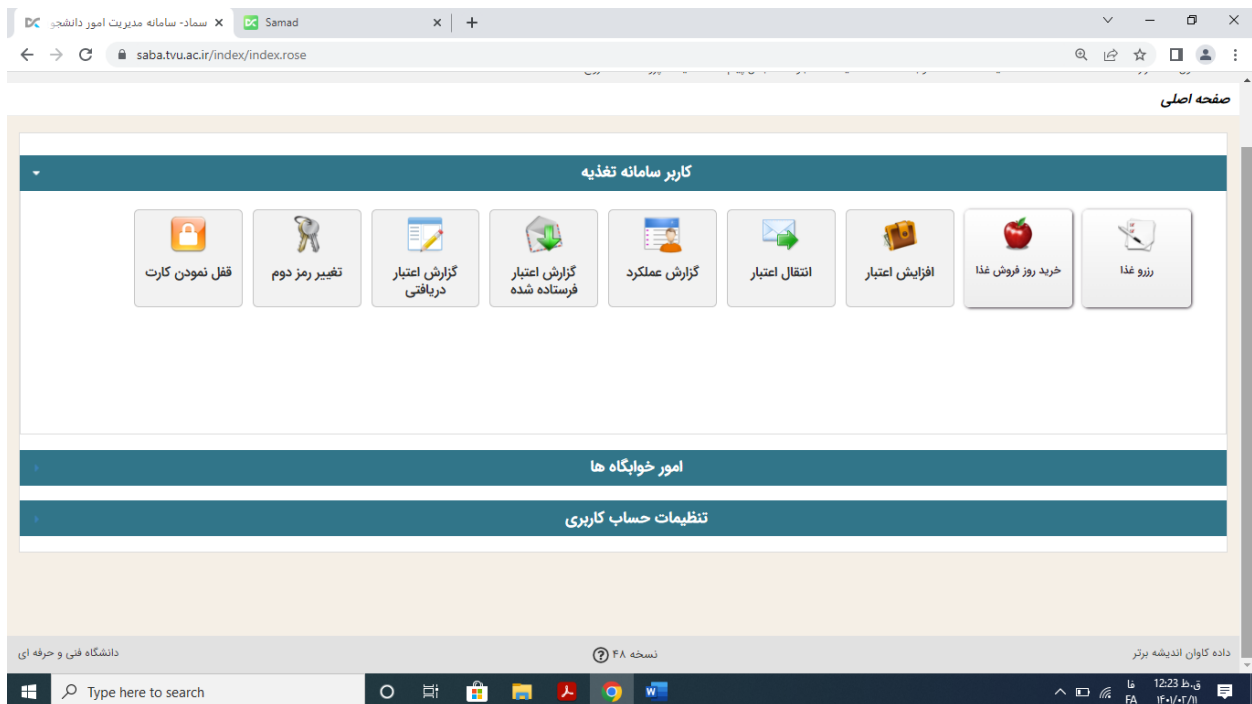 سماد- سامانه مدیریت امور دانشجو
Samad
saba.tvu.ac.ir/index/index.rose
صفحه اصلی
کاربر سامانه تغذیه
رزرو غذا
خرید روز فروش غذا
افزایش اعتبار
انتقال اعتبار
گزارش عملکرد
گزارش اعتبار
فرستاده شده
گزارش اعتبار
دریافتی
تغییر رمز دوم
قفل نمودن کارت
امور خوابگاه ها
تنظیمات حساب کاربری
داده کاوان اندیشه برتر
نسخه ۴۸
دانشگاه فنی و حرفه ای
Type here to search
فا
FA
12:23 ق.ظ
۱۴۰۱/۰۲/۱۱